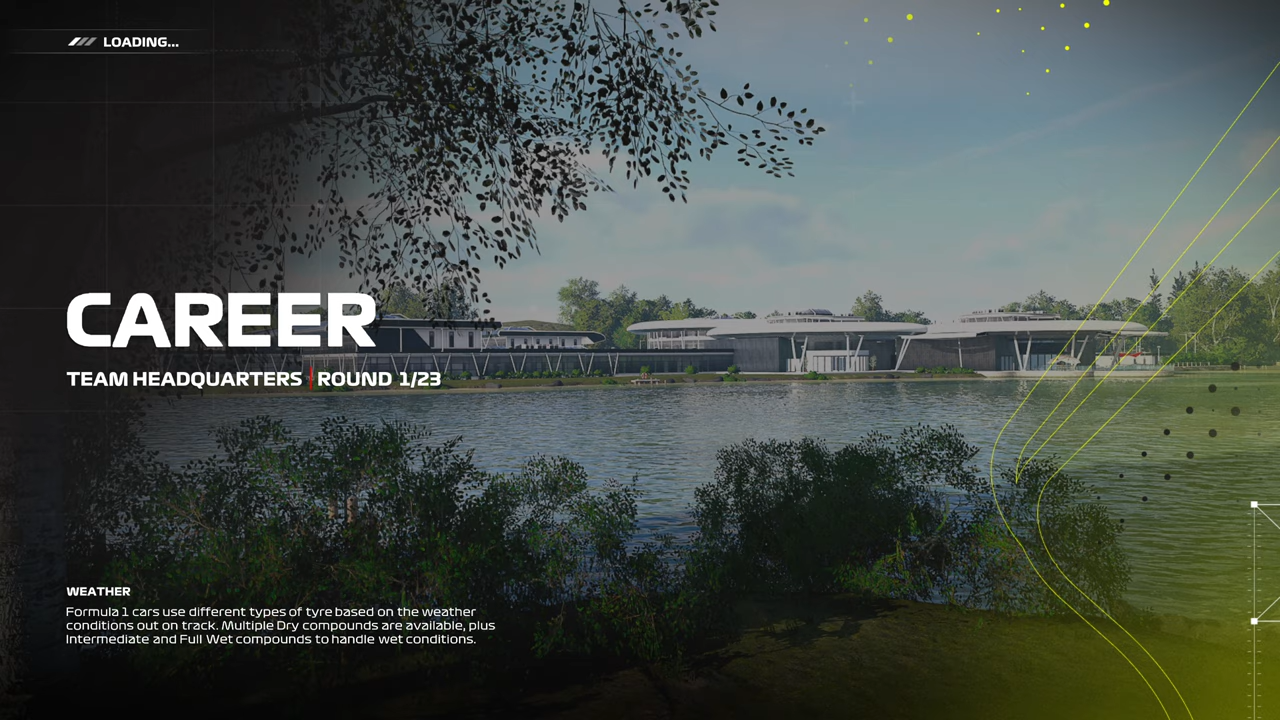 LOADING...
CAREER
TEAM HEADQUARTERS ROUND 1/23
WEATHER
Formula 1 cars use different types of tyre based on the weather
conditions out on track. Multiple Dry compounds are available, plus
Intermediate and Full Wet compounds to handle wet conditions.